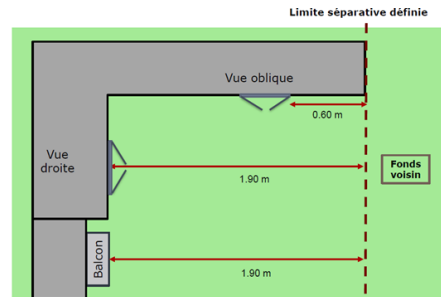 Limite séparative définie
Vue oblique
0.60 m
Vue
droite
1.90 m
Fonds
voisin
Balcon
1.90 m